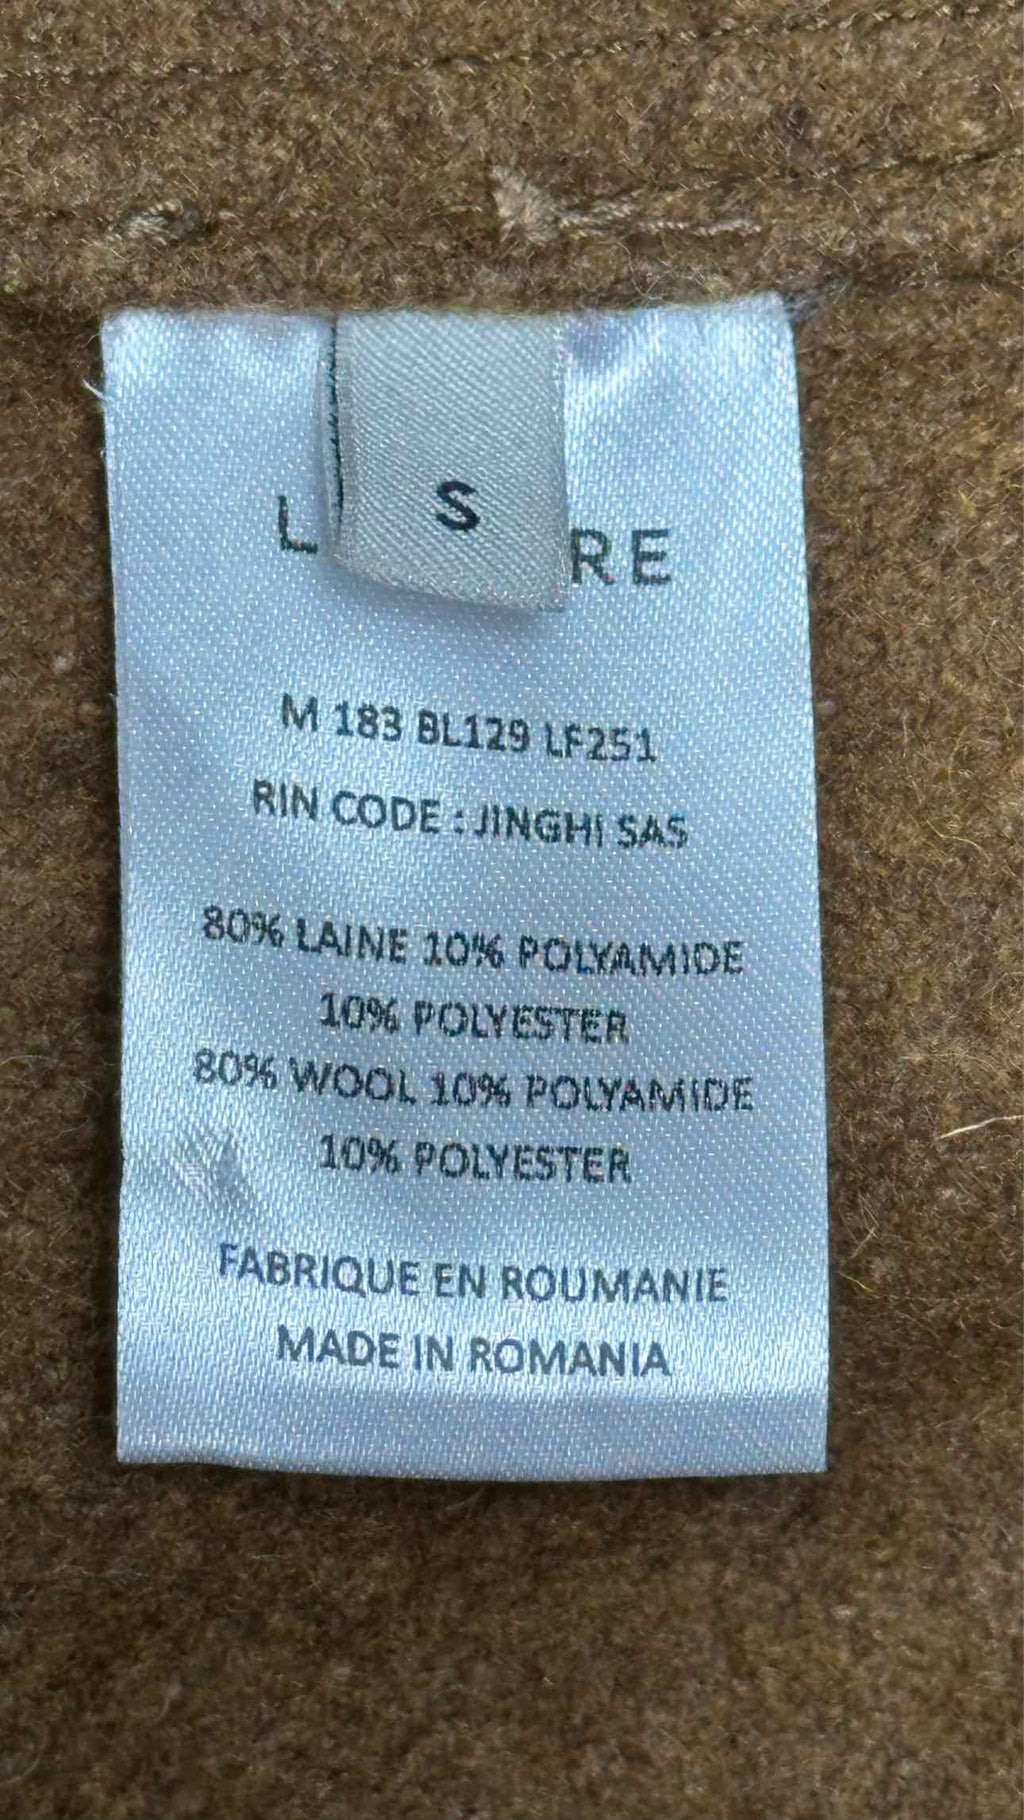 S
L RE
M 183 BL129 LF251
RIN CODE : JINGHI SAS
80% LAINE 10% POLYAMIDE
10% POLYESTER
80% WOOL 10% POLYAMIDE
10% POLYESTER
FABRIQUE EN ROUMANIE
MADE IN ROMANIA